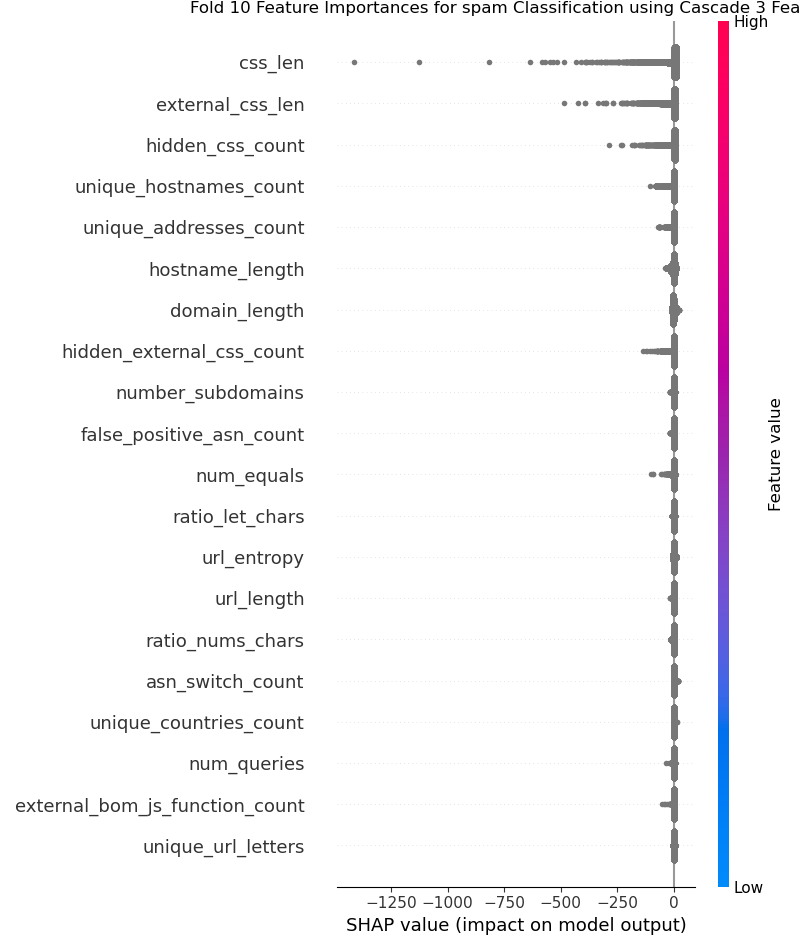 Fold 10 Feature Importances for spam Classification using Cascade 3 Fea
High
css_len
external_css_len
hidden_css_count
unique_hostnames_count
unique_addresses_count
hostname_length
domain_length
hidden_external_css_count
number_subdomains
false_positive_asn_count
num_equals
ratio_let_chars
url_entropy
url_length
ratio_nums_chars
asn_switch_count
unique_countries_count
num_queries
external_bom_js_function_count
unique_url_letters
Feature value
Low
−1250 −1000 −750 −500 −250 0
SHAP value (impact on model output)